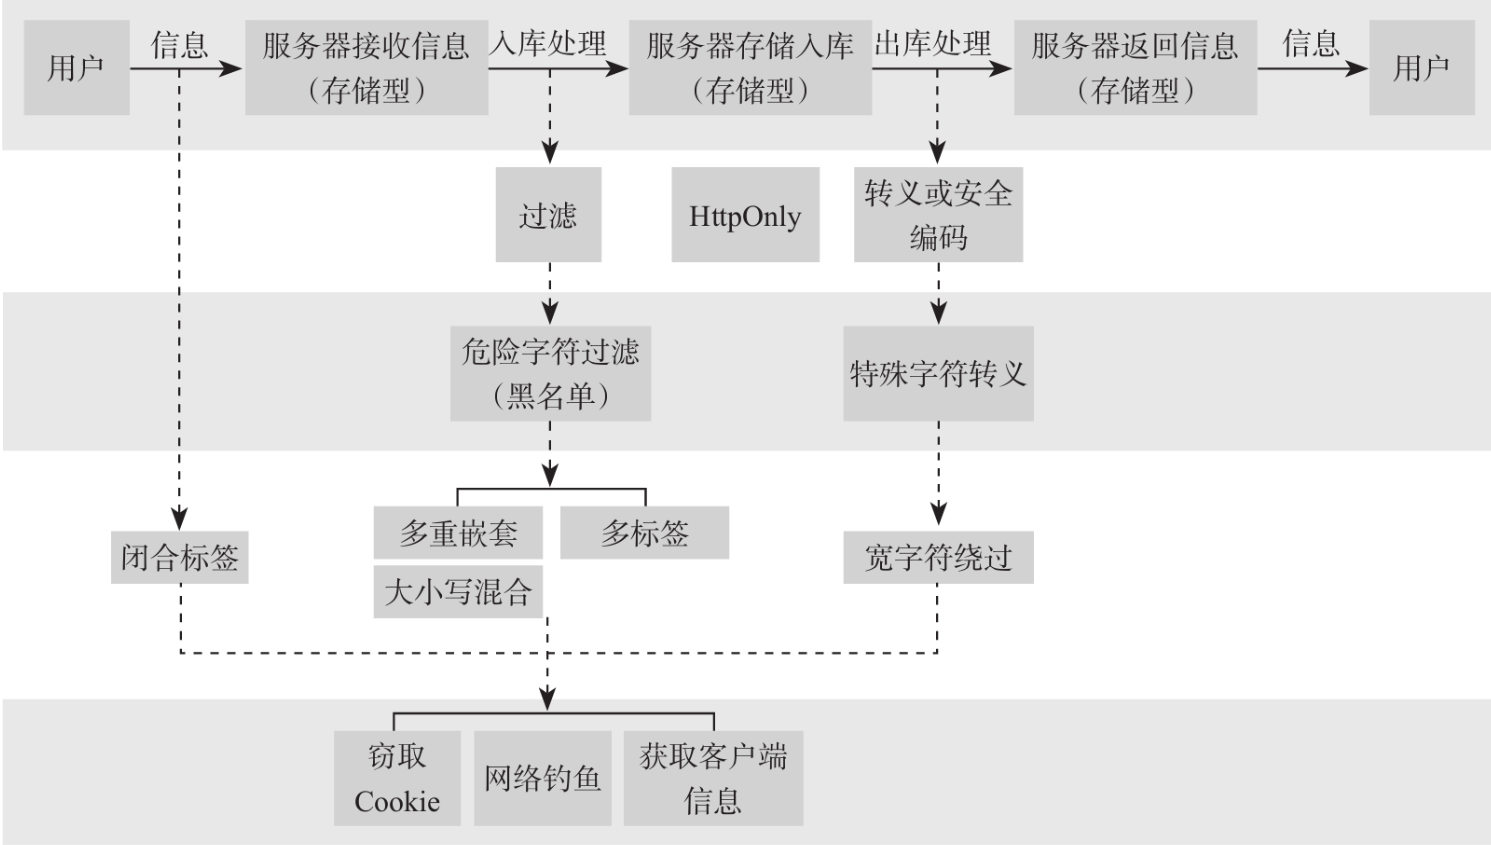 用户
信息
服务器接收信息
（存储型）
入库处理
服务器存储入库
（存储型）
出库处理
服务器返回信息
（存储型）
信息
用户
过滤
HttpOnly
转义或安全
编码
危险字符过滤
（黑名单）
特殊字符转义
闭合标签
多重嵌套
多标签
大小写混合
宽字符绕过
窃取
Cookie
网络钓鱼
获取客户端
信息